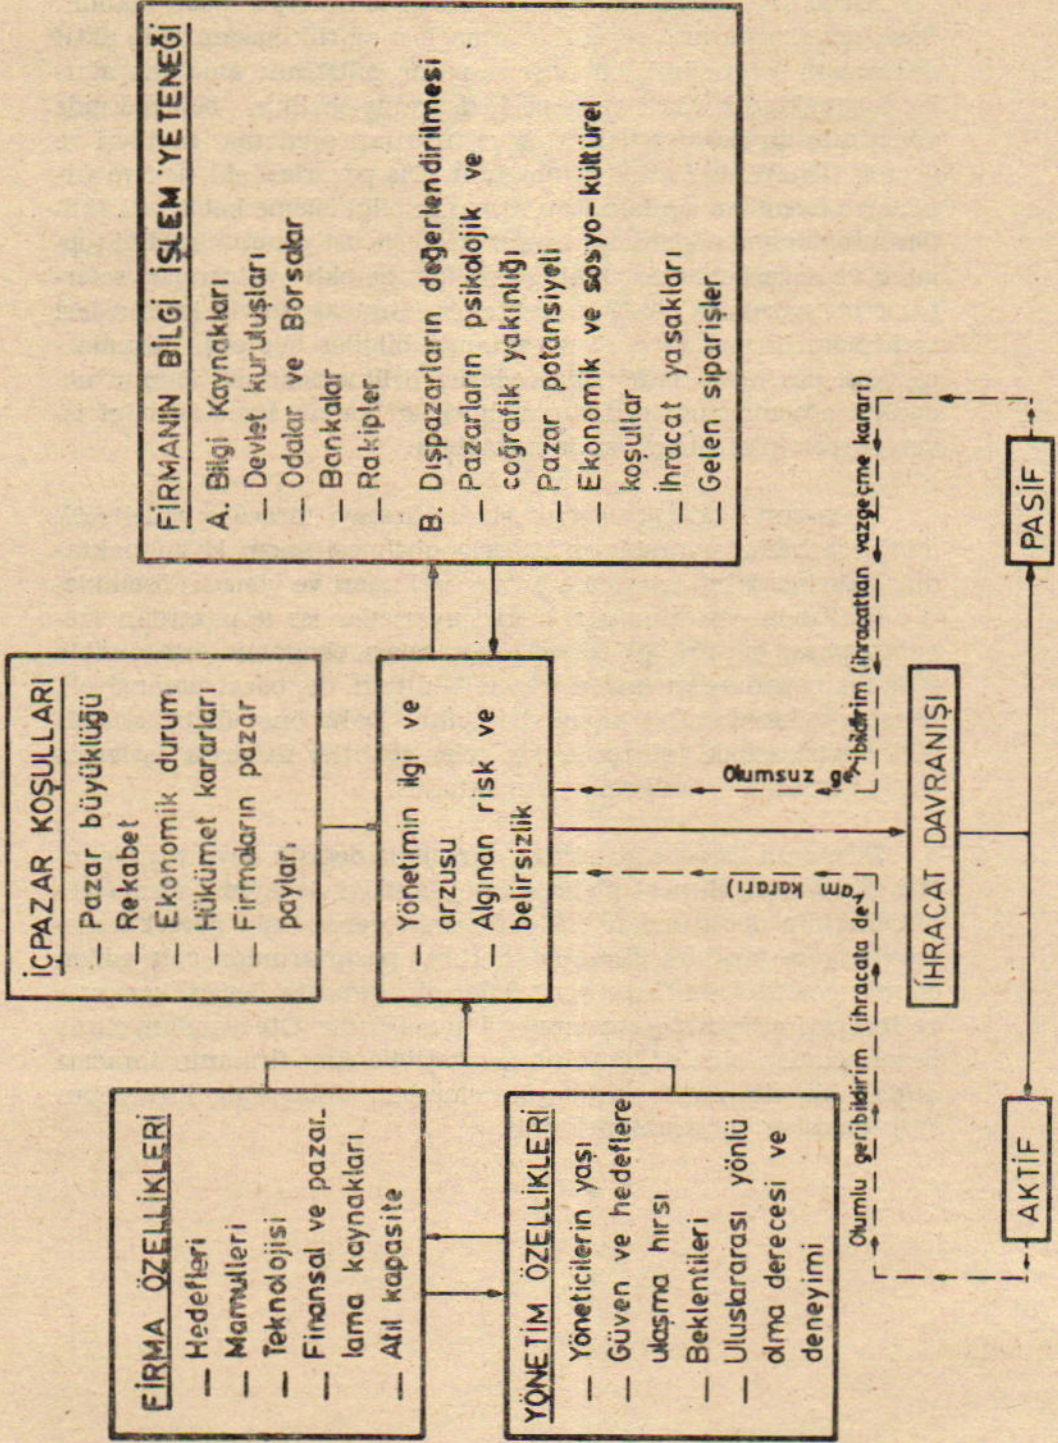 FİRMA ÖZELLİKLERİ
— Hedefleri
— Mamulleri
— Teknolojisi
— Finansal ve pazar-
lama kaynakları
— Atıl kapasite
YÖNETİM ÖZELLİKLERİ
— Yöneticilerin yaşı
— Güven ve hedeflere
ulaşma hırsı
— Beklentileri
— Uluslararası yönlü
olma derecesi ve
deneyimi
İÇPAZAR KOŞULLARI
— Pazar büyüklüğü
— Rekabet
— Ekonomik durum
— Hükümet kararları
— Firmaların pazar
payları
— Yönetimin ilgi ve
arzusu
— Algınan risk ve
belirsizlik
FİRMANIN BİLGİ İŞLEM YETENEĞİ
A. Bilgi Kaynakları
— Devlet kuruluşları
— Odalar ve Borsalar
— Bankalar
— Rakipler
B. Dışpazarların değerlendirilmesi
— Pazarların psikolojik ve
coğrafik yakınlığı
— Pazar potansiyeli
— Ekonomik ve sosyo-kültürel
koşullar
— İhracat yasakları
— Gelen siparişler
Olumlu geribildirim (ihracata de-
am kararı)
Olumsuz ge-
ribildirim (ihracattan vazgeçme kararı)
İHRACAT DAVRANIŞI
AKTİF
PASİF